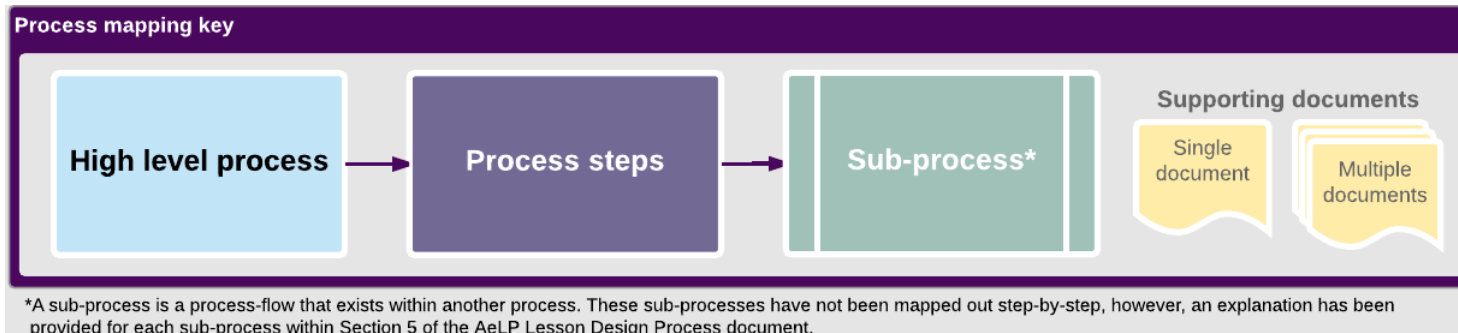 Process mapping key
High level process
Process steps
Sub-process*
Supporting documents
Single
document
Multiple
documents
*A sub-process is a process-flow that exists within another process. These sub-processes have not been mapped out step-by-step, however, an explanation has been
provided for each sub-process within Section 5 of the AeLP Lesson Design Process document.